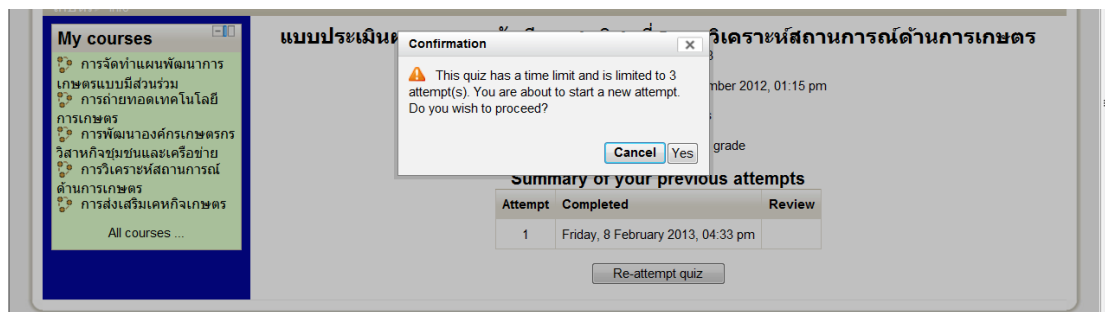 My courses
การจัดทำแผนพัฒนาการ
เกษตรแบบมีส่วนร่วม
การถ่ายทอดเทคโนโลยี
การเกษตร
การพัฒนาองค์กรเกษตรกร
วิสาหกิจชุมชนและเครือข่าย
การวิเคราะห์สถานการณ์
ด้านการเกษตร
การส่งเสริมเคหกิจเกษตร
All courses ...
แบบประเมิน วิเคราะห์สถานการณ์ด้านการเกษตร
2012, 01:15 pm
grade
Confirmation
This quiz has a time limit and is limited to 3
attempt(s). You are about to start a new attempt.
Do you wish to proceed?
Cancel Yes
Summary of your previous attempts
Attempt Completed Review
1 Friday, 8 February 2013, 04:33 pm
Re-attempt quiz